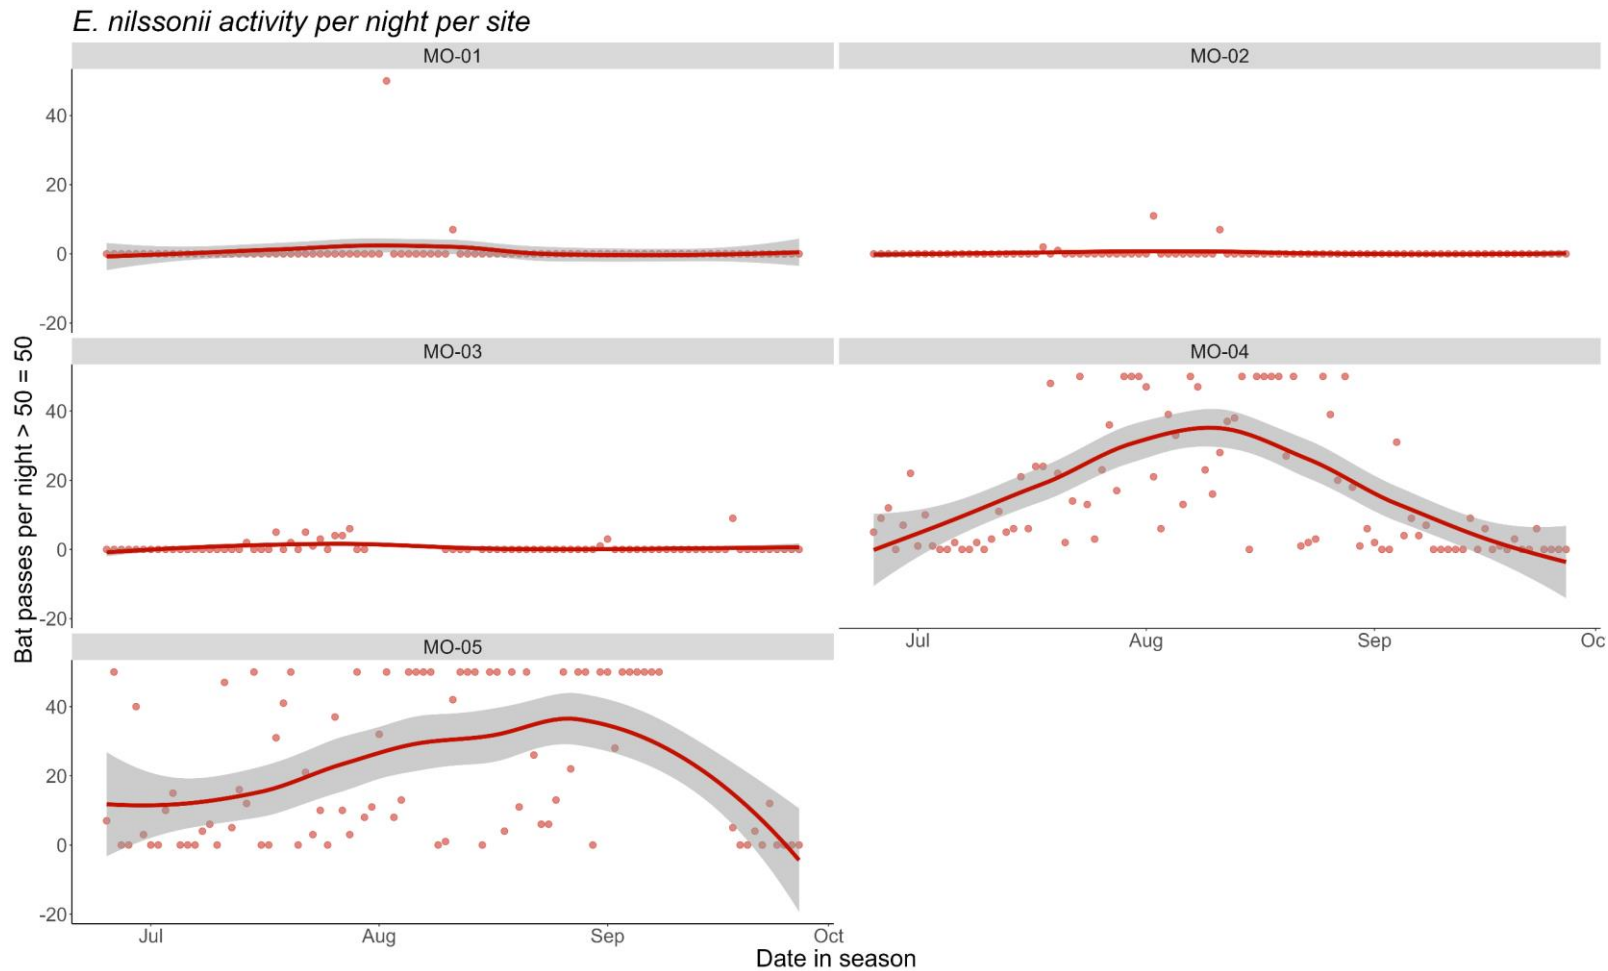 E. nilssonii activity per night per site
MO-01
MO-02
40
20
0
-20
MO-03
MO-04
40
20
0
-20
Jul Aug Sep Oc
MO-05
40
20
0
-20
Jul Aug Sep Oct
Bat passes per night > 50 = 50
Date in season